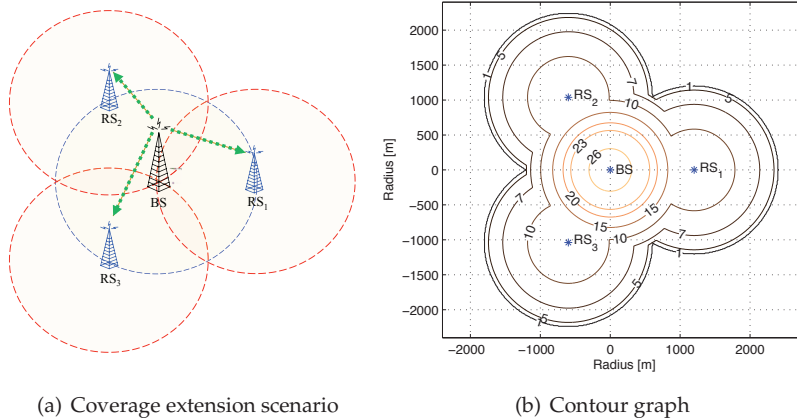 RS2
BS
RS1
RS3
(a) Coverage extension scenario
Radius [m]
2000
1500
1000
500
0
−500
−1000
−1500
−2000
−2000
−1000
0
1000
2000
Radius [m]
1
5
7
10
RS2
1
5
23
26
BS
RS1
7
20
15
15
10
RS3
10
7
1
5
5
1
(b) Contour graph